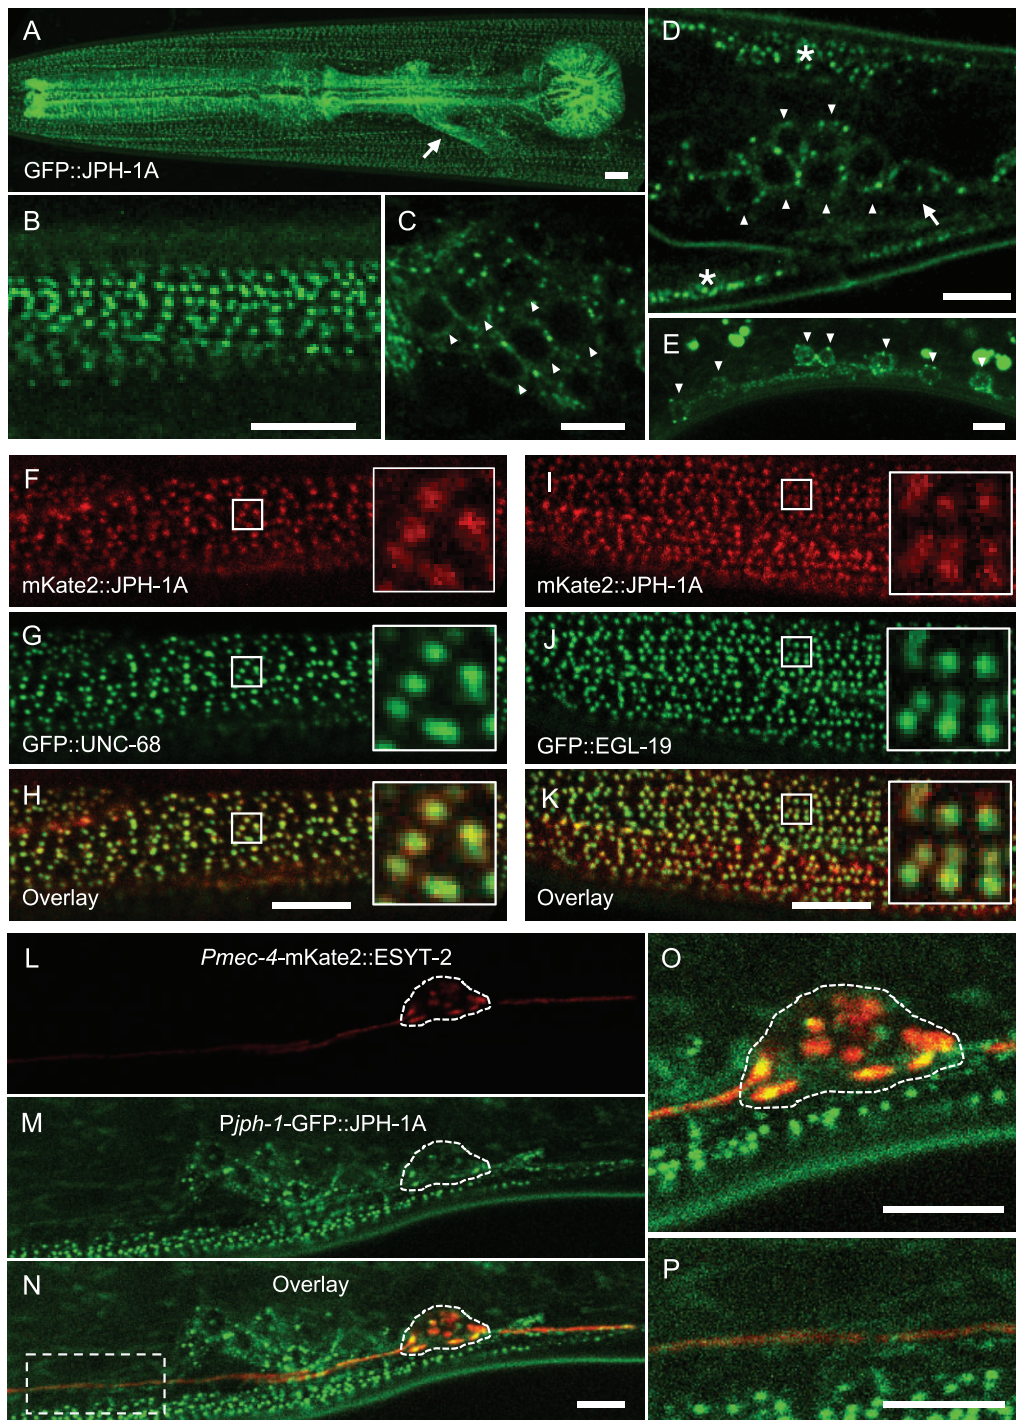 A
GFP::JPH-1A
B
C
D
*
*
E
F
mKate2::JPH-1A
G
GFP::UNC-68
H
Overlay
I
mKate2::JPH-1A
J
GFP::EGL-19
K
Overlay
L
Pmec-4-mKate2::ESYT-2
M
Pjph-1-GFP::JPH-1A
N
Overlay
O
P